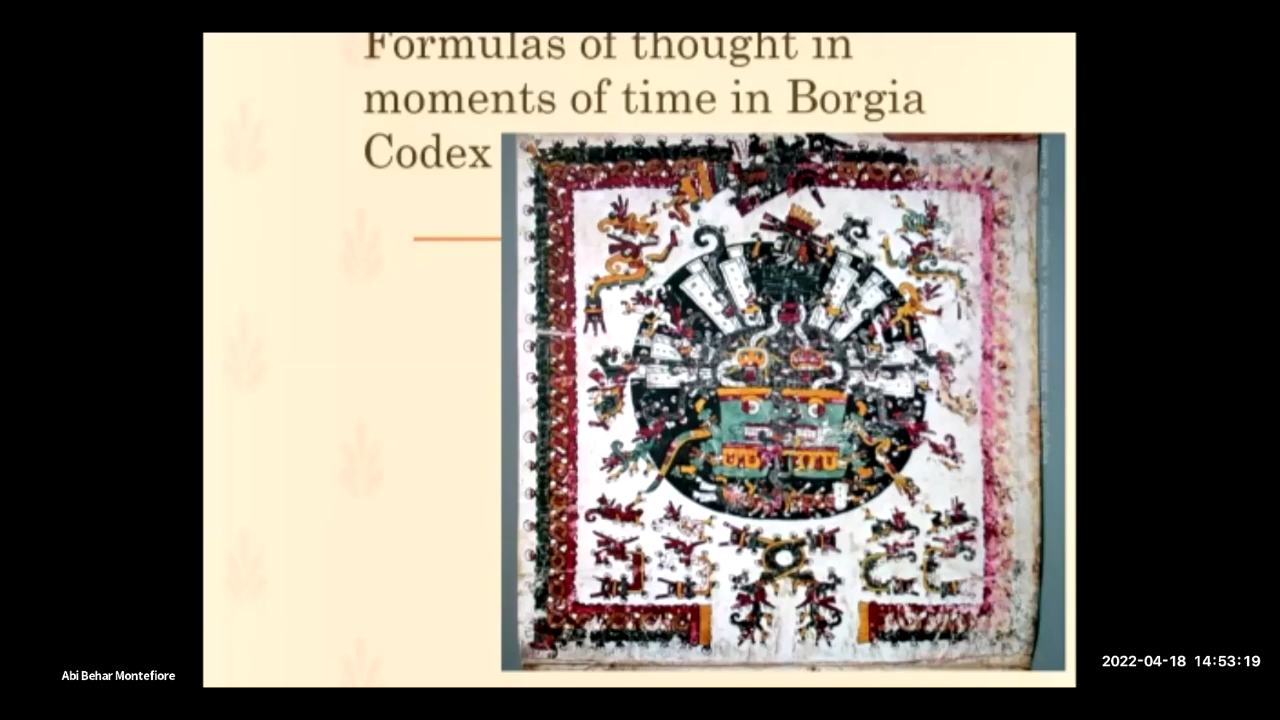 Formulas of thought in
moments of time in Borgia
Codex
Abi Behar Montefiore
2022-04-18 14:53:19